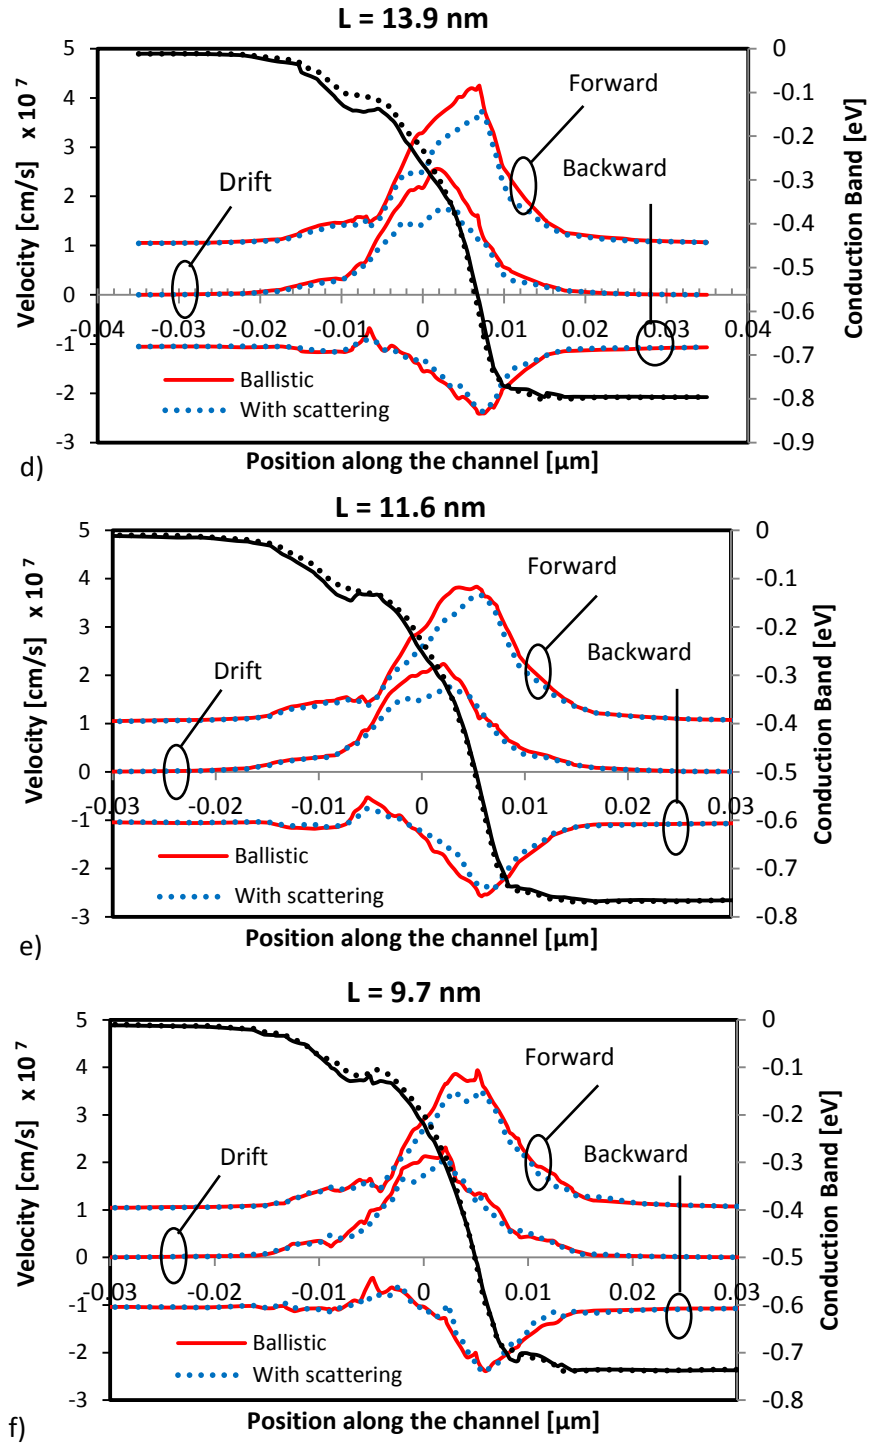 L = 13.9 nm
Velocity [cm/s] x 10 7
5
4
3
2
1
0
-1
-2
-3
0
-0.1
-0.2
-0.3
-0.4
-0.5
-0.6
-0.7
-0.8
-0.9
Conduction Band [eV]
Forward
Backward
Drift
-0.04 -0.03 -0.02 -0.01 0 0.01 0.02 0.03 0.04
Ballistic
With scattering
Position along the channel [µm]
d)
L = 11.6 nm
Velocity [cm/s] x 10 7
5
4
3
2
1
0
-1
-2
-3
0
-0.1
-0.2
-0.3
-0.4
-0.5
-0.6
-0.7
-0.8
Conduction Band [eV]
Forward
Backward
Drift
-0.03 -0.02 -0.01 0 0.01 0.02 0.03
Ballistic
With scattering
Position along the channel [µm]
e)
L = 9.7 nm
Velocity [cm/s] x 10 7
5
4
3
2
1
0
-1
-2
-3
0
-0.1
-0.2
-0.3
-0.4
-0.5
-0.6
-0.7
-0.8
Conduction Band [eV]
Forward
Backward
Drift
-0.03 -0.02 -0.01 0 0.01 0.02 0.03
Ballistic
With scattering
Position along the channel [µm]
f)